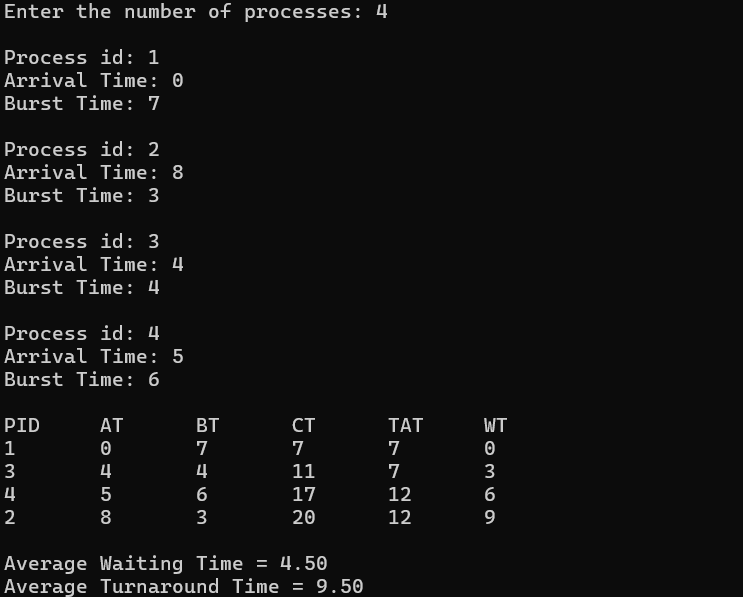 Enter the number of processes: 4
Process id: 1
Arrival Time: 0
Burst Time: 7
Process id: 2
Arrival Time: 8
Burst Time: 3
Process id: 3
Arrival Time: 4
Burst Time: 4
Process id: 4
Arrival Time: 5
Burst Time: 6
PID AT BT CT TAT WT
1 0 7 7 7 0
3 4 4 11 7 3
4 5 6 17 12 6
2 8 3 20 12 9
Average Waiting Time = 4.50
Average Turnaround Time = 9.50